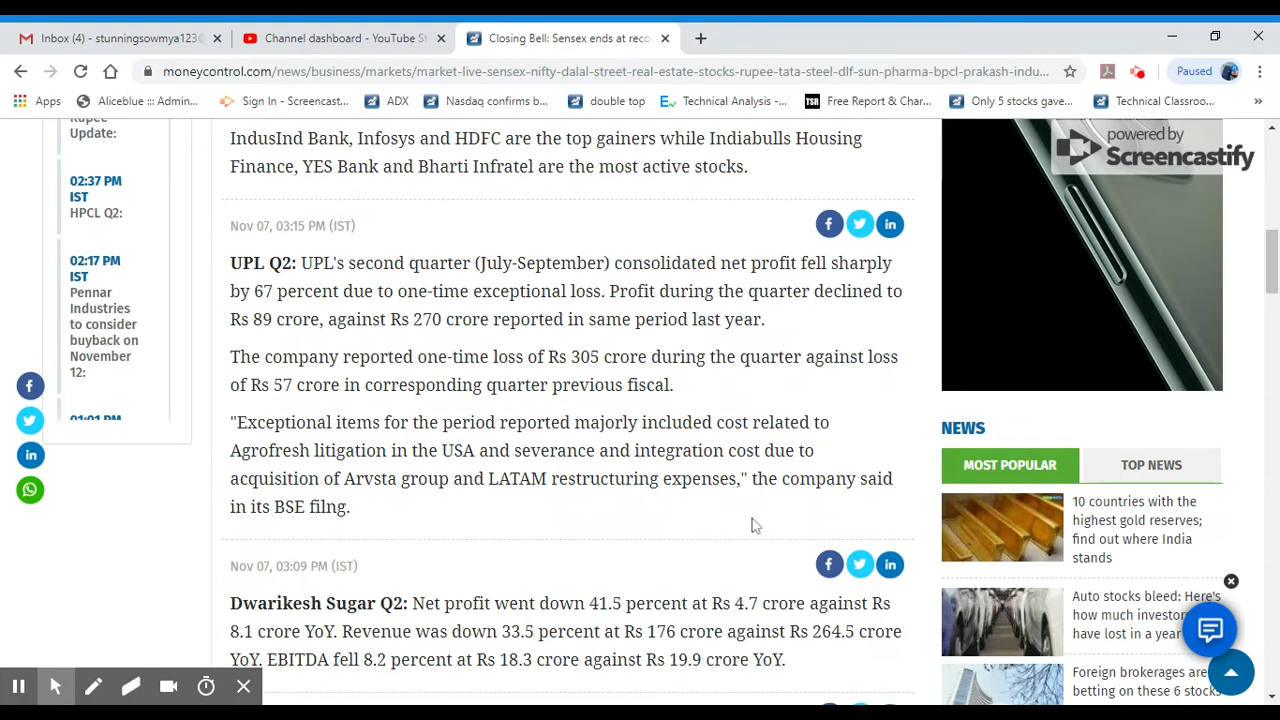 Inbox (4) - stunningsowmya123
Channel dashboard - YouTube St
Closing Bell: Sensex ends at reco
moneycontrol.com/news/business/markets/market-live-sensex-nifty-dalal-street-real-estate-stocks-rupee-tata-steel-dlf-sun-pharma-bpcl-prakash-indu...
Paused
Apps
Aliceblue ::: Admin...
Sign In - Screencast...
ADX
Nasdaq confirms b...
double top
Technical Analysis -...
TSR
Free Report & Char...
Only 5 stocks gave...
Technical Classroo...
»
Rupee
Update:
02:37 PM
IST
HPCL Q2:
02:17 PM
IST
Pennar
Industries
to consider
buyback on
November
12:
01:01 PM
IndusInd Bank, Infosys and HDFC are the top gainers while Indiabulls Housing
Finance, YES Bank and Bharti Infratel are the most active stocks.
Nov 07, 03:15 PM (IST)
UPL Q2: UPL's second quarter (July-September) consolidated net profit fell sharply
by 67 percent due to one-time exceptional loss. Profit during the quarter declined to
Rs 89 crore, against Rs 270 crore reported in same period last year.
The company reported one-time loss of Rs 305 crore during the quarter against loss
of Rs 57 crore in corresponding quarter previous fiscal.
"Exceptional items for the period reported majorly included cost related to
Agrofresh litigation in the USA and severance and integration cost due to
acquisition of Arvsta group and LATAM restructuring expenses," the company said
in its BSE filng.
Nov 07, 03:09 PM (IST)
Dwarikesh Sugar Q2: Net profit went down 41.5 percent at Rs 4.7 crore against Rs
8.1 crore YoY. Revenue was down 33.5 percent at Rs 176 crore against Rs 264.5 crore
YoY. EBITDA fell 8.2 percent at Rs 18.3 crore against Rs 19.9 crore YoY.
powered by
Screencastify
NEWS
MOST POPULAR
TOP NEWS
10 countries with the
highest gold reserves;
find out where India
stands
Auto stocks bleed: Here's
how much investors
have lost in a year
Foreign brokerages are
betting on these 6 stocks